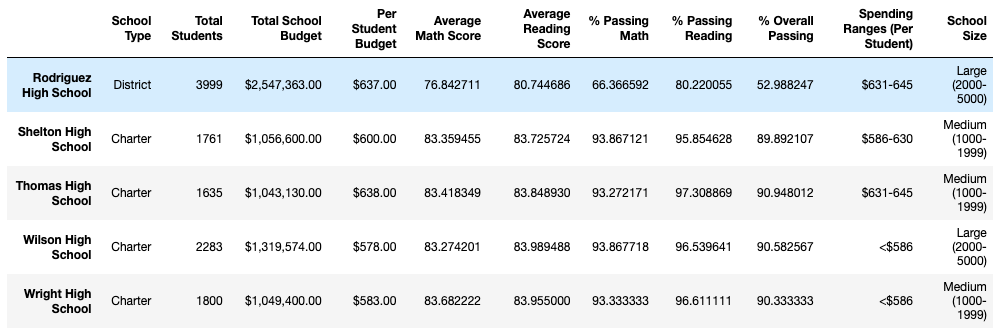 School Type Total Students Total School Budget Per Student Budget Average Math Score Average Reading Score % Passing Math % Passing Reading % Overall Passing Spending Ranges (Per Student) School Size
Rodriguez High School District 3999 $2,547,363.00 $637.00 76.842711 80.744686 66.366592 80.220055 52.988247 $631-645 Large (2000-5000)
Shelton High School Charter 1761 $1,056,600.00 $600.00 83.359455 83.725724 93.867121 95.854628 89.892107 $586-630 Medium (1000-1999)
Thomas High School Charter 1635 $1,043,130.00 $638.00 83.418349 83.848930 93.272171 97.308869 90.948012 $631-645 Medium (1000-1999)
Wilson High School Charter 2283 $1,319,574.00 $578.00 83.274201 83.989488 93.867718 96.539641 90.582567 <$586 Large (2000-5000)
Wright High School Charter 1800 $1,049,400.00 $583.00 83.682222 83.955000 93.333333 96.611111 90.333333 <$586 Medium (1000-1999)